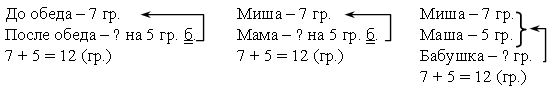 До обеда – 7 гр.
После обеда – ? на 5 гр. б.
7 + 5 = 12 (гр.)
Миша – 7 гр.
Мама – ? на 5 гр. б.
7 + 5 = 12 (гр.)
Миша – 7 гр.
Маша – 5 гр.
Бабушка – ? гр.
7 + 5 = 12 (гр.)